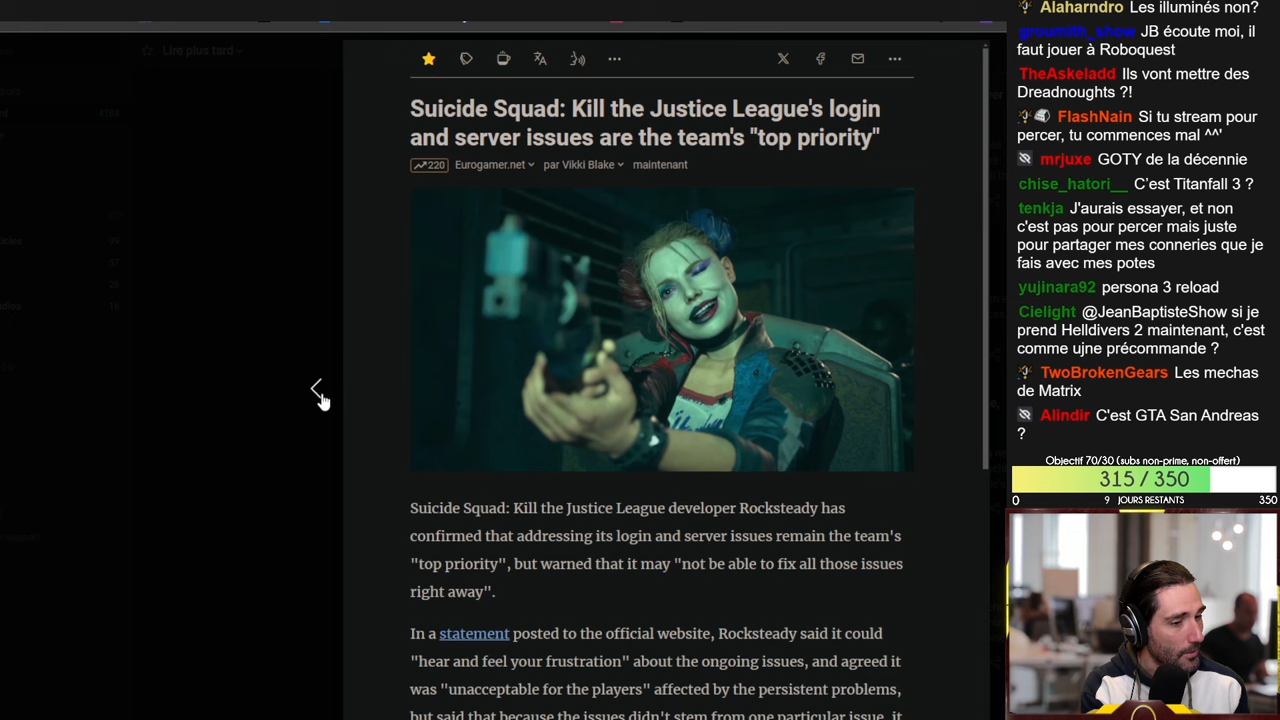 Lire plus tard
4184
99
57
28
16
Suicide Squad: Kill the Justice League's login
and server issues are the team's "top priority"
220 Eurogamer.net par Vikki Blake maintenant
Suicide Squad: Kill the Justice League developer Rocksteady has
confirmed that addressing its login and server issues remain the team's
"top priority", but warned that it may "not be able to fix all those issues
right away".
In a statement posted to the official website, Rocksteady said it could
"hear and feel your frustration" about the ongoing issues, and agreed it
was "unacceptable for the players" affected by the persistent problems,
but said that because the issues didn't stem from one particular issue, it
Alaharndro Les illuminés non?
groumith_show JB écoute moi, il
faut jouer à Roboquest
TheAskeladd Ils vont mettre des
Dreadnoughts ?!
FlashNain Si tu stream pour
percer, tu commences mal ^^'
mrjuxe GOTY de la décennie
chise_hatori__ C'est Titanfall 3 ?
tenkja J'aurais essayer, et non
c'est pas pour percer mais juste
pour partager mes conneries que je
fais avec mes potes
yujinara92 persona 3 reload
Cielight @JeanBaptisteShow si je
prend Helldivers 2 maintenant, c'est
comme ujne précommande ?
TwoBrokenGears Les mechas
de Matrix
Alindir C'est GTA San Andreas
?
Objectif 70/30 (subs non-prime, non-offert)
315 / 350
0 9 JOURS RESTANTS 350